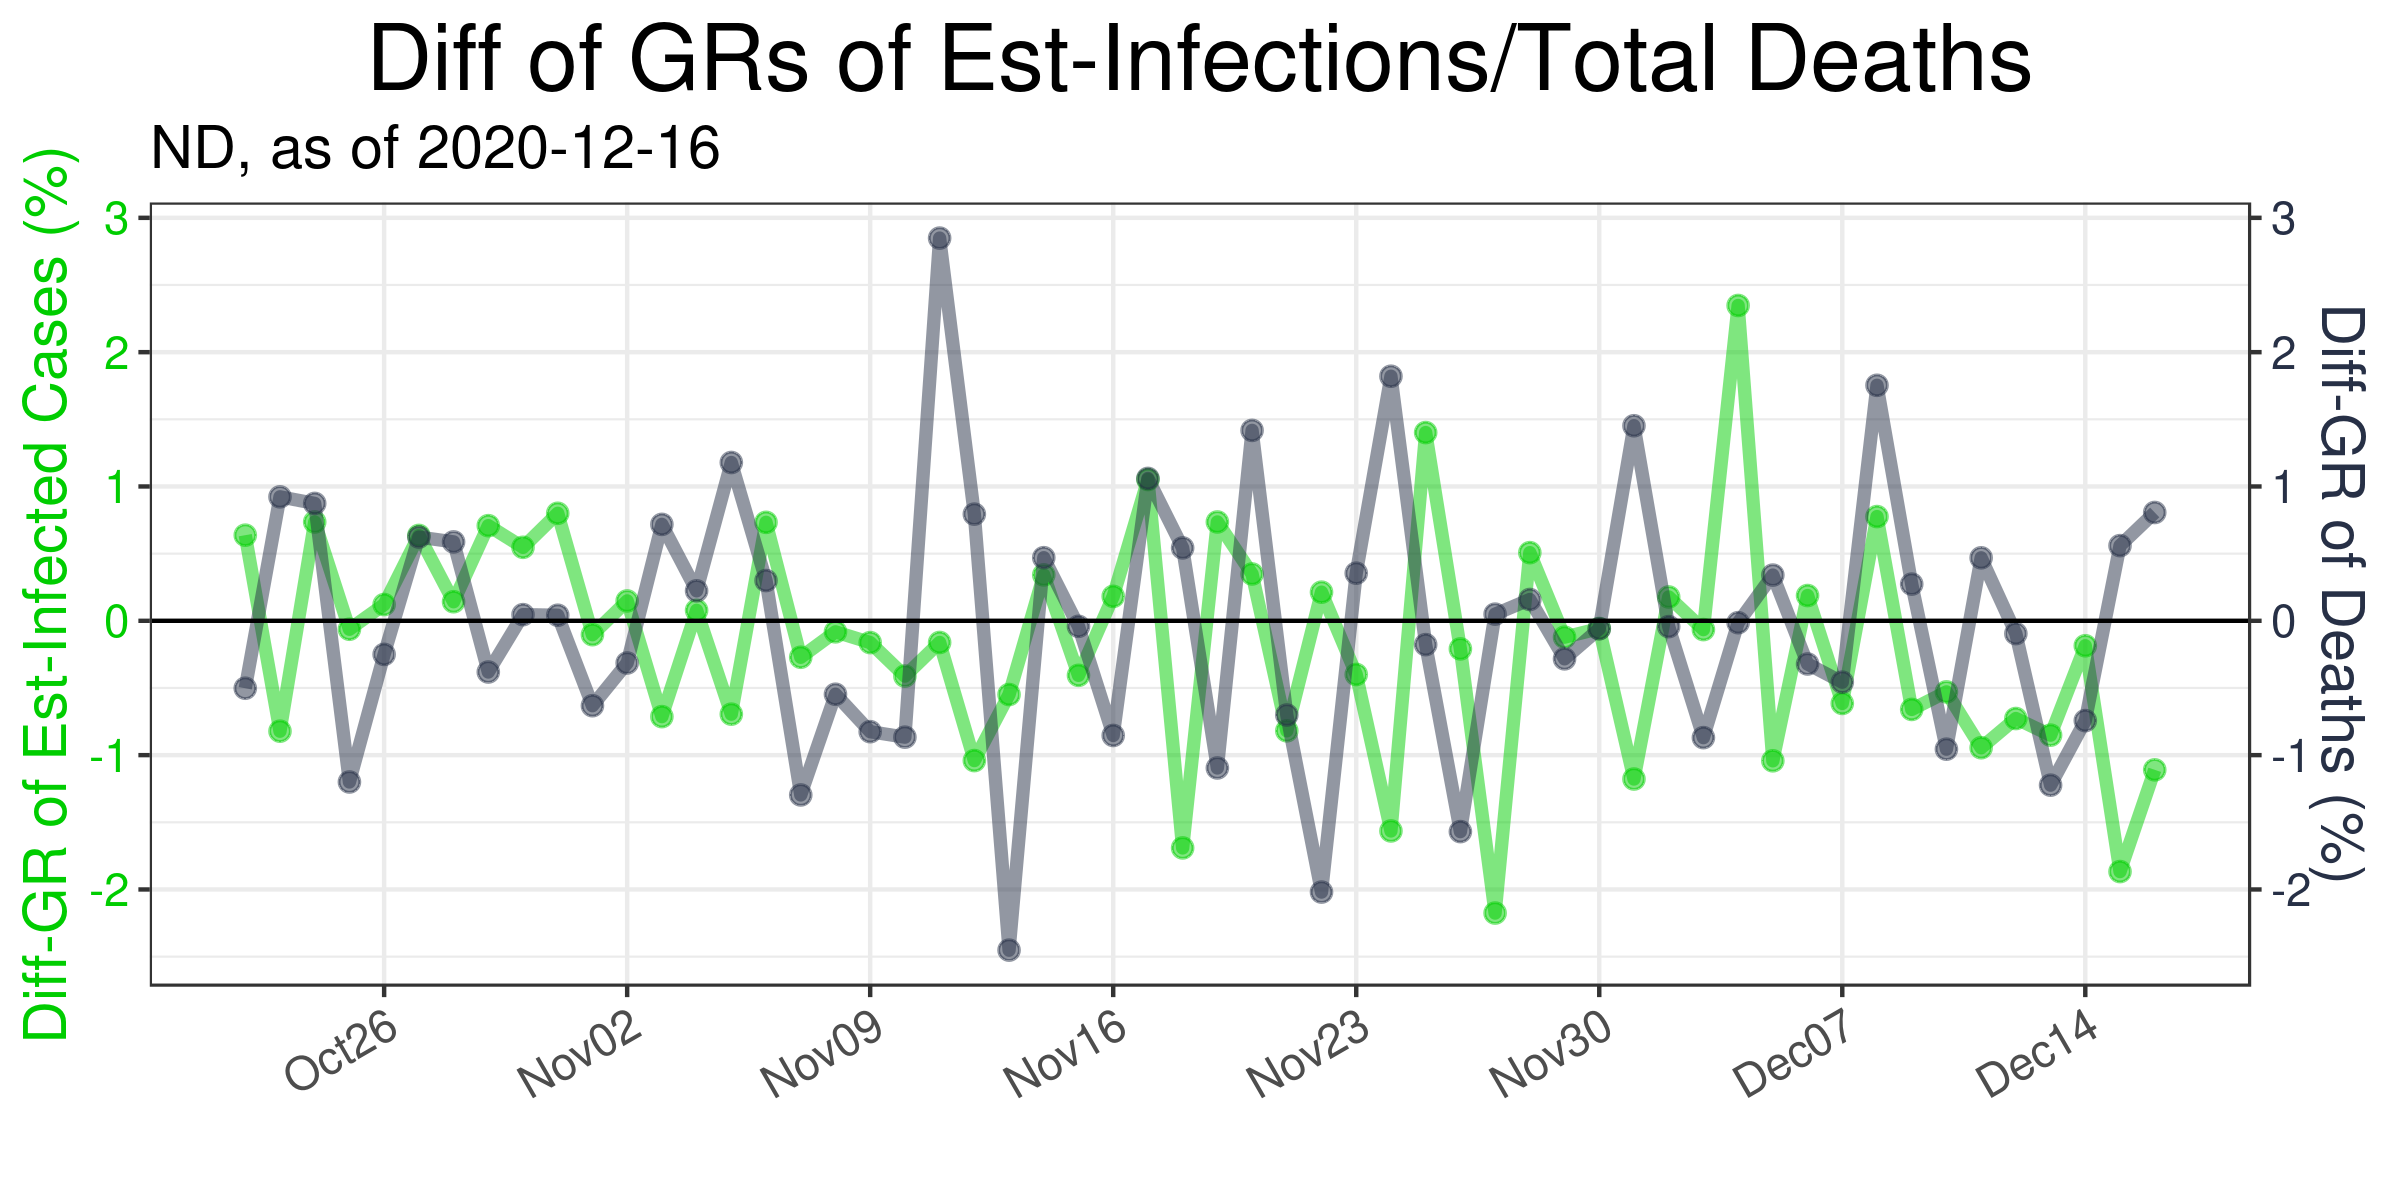 Diff of GRs of Est-Infections/Total Deaths
ND, as of 2020-12-16
Diff-GR of Est-Infected Cases (%)
3
2
1
0
-1
-2
3
2
1
0
-1
-2
Diff-GR of Deaths (%)
Oct26
Nov02
Nov09
Nov16
Nov23
Nov30
Dec07
Dec14